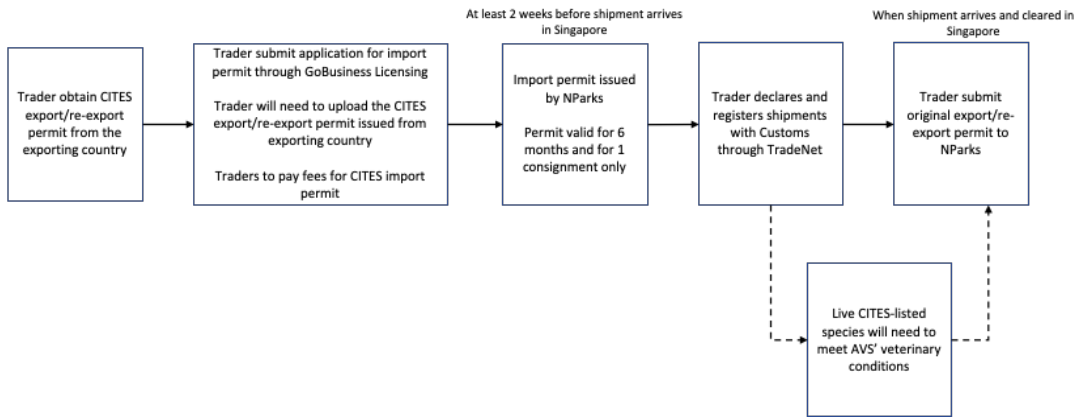 At least 2 weeks before shipment arrives
in Singapore
When shipment arrives and cleared in
Singapore
Trader obtain CITES
export/re-export
permit from the
exporting country
Trader submit application for import
permit through GoBusiness Licensing
Trader will need to upload the CITES
export/re-export permit issued from
exporting country
Traders to pay fees for CITES import
permit
Import permit issued
by NParks
Permit valid for 6
months and for 1
consignment only
Trader declares and
registers shipments
with Customs
through TradeNet
Trader submit
original export/re-
export permit to
NParks
Live CITES-listed
species will need to
meet AVS’ veterinary
conditions